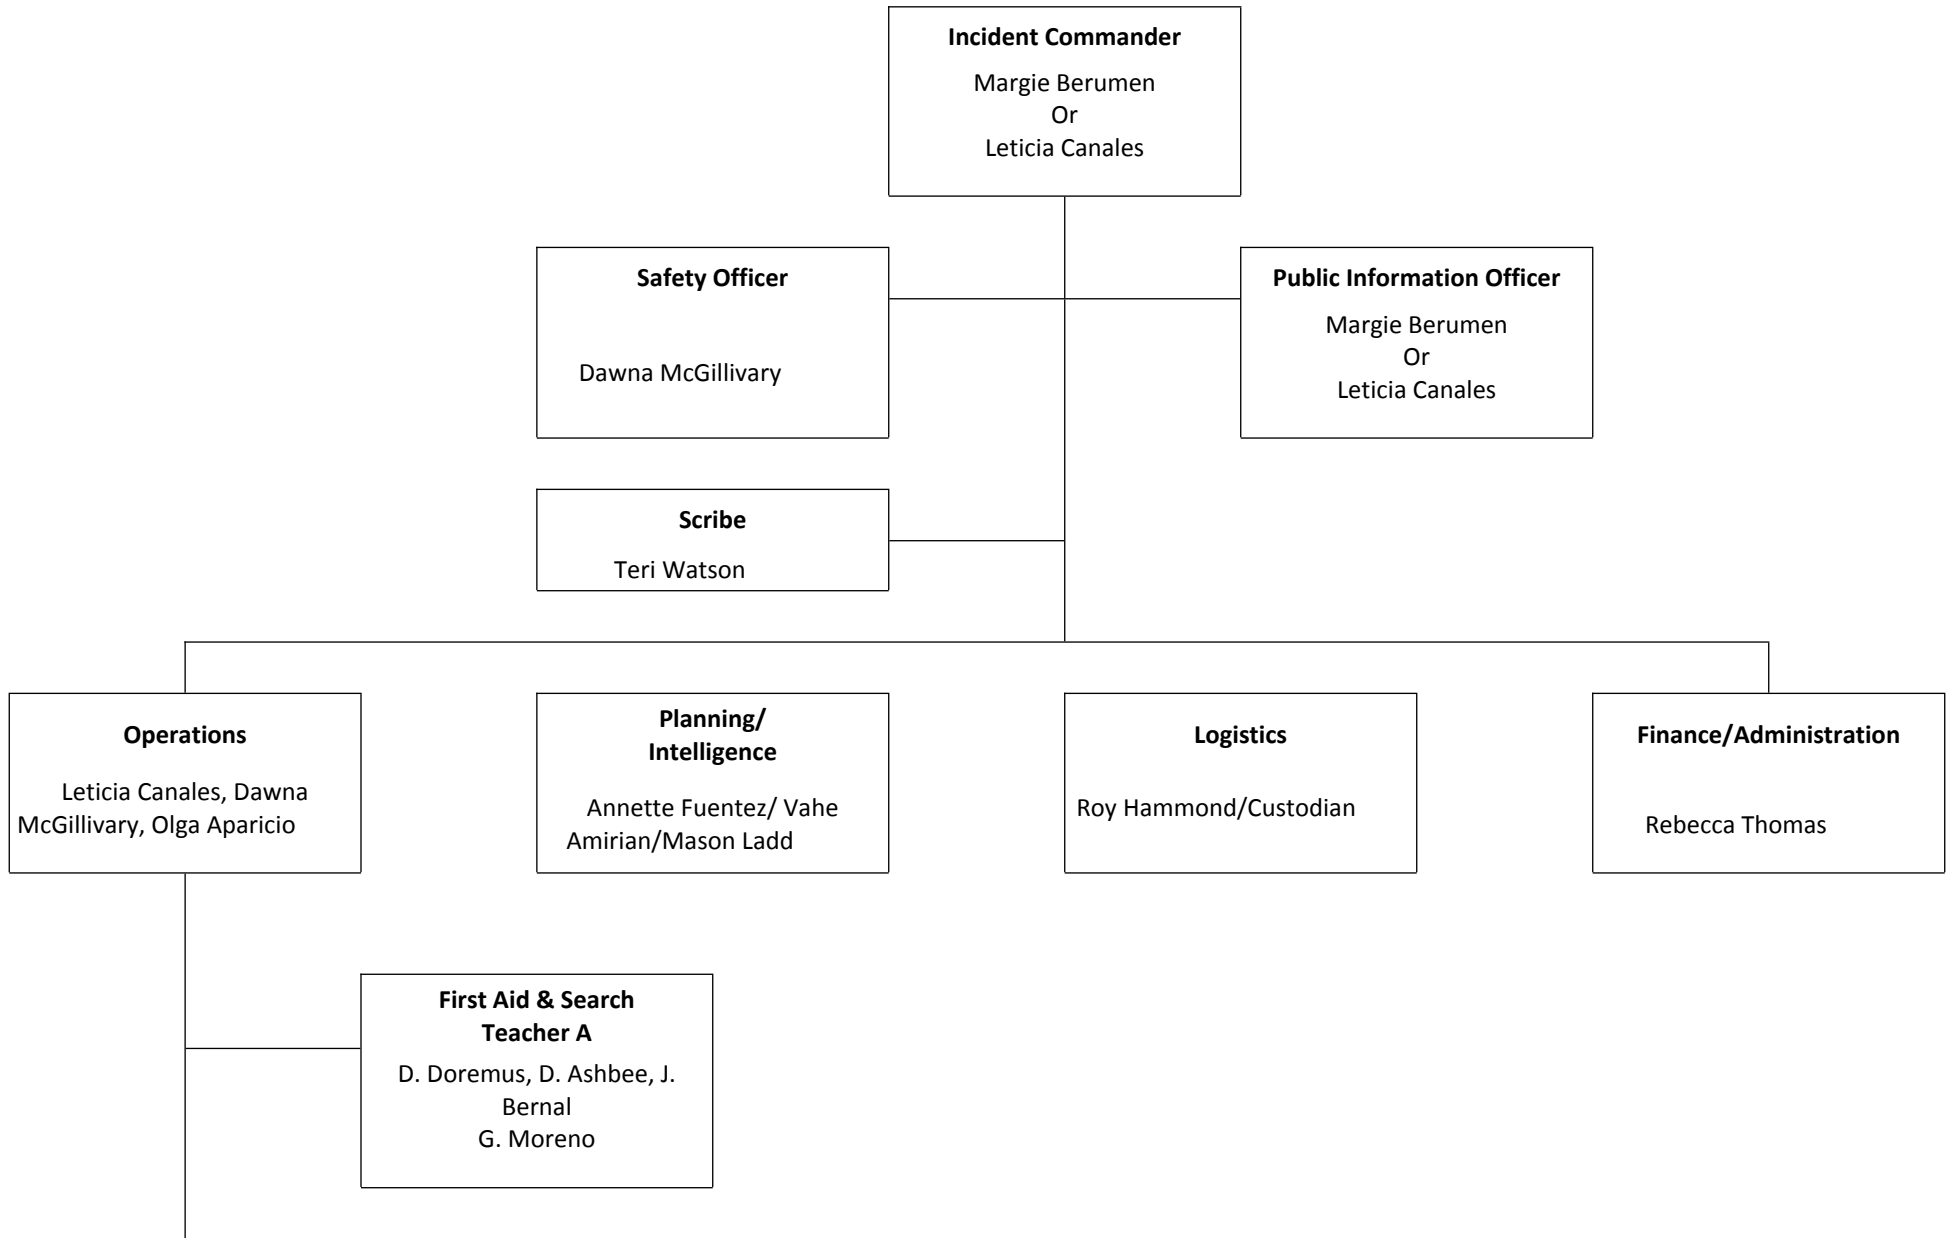 Incident Commander
Margie Berumen
Or
Leticia Canales
Safety Officer
Dawna McGillivary
Public Information Officer
Margie Berumen
Or
Leticia Canales
Scribe
Teri Watson
Operations
Leticia Canales, Dawna
McGillivary, Olga Aparicio
Planning/
Intelligence
Annette Fuentez/ Vahe
Amirian/Mason Ladd
Logistics
Roy Hammond/Custodian
Finance/Administration
Rebecca Thomas
First Aid & Search
Teacher A
D. Doremus, D. Ashbee, J.
Bernal
G. Moreno